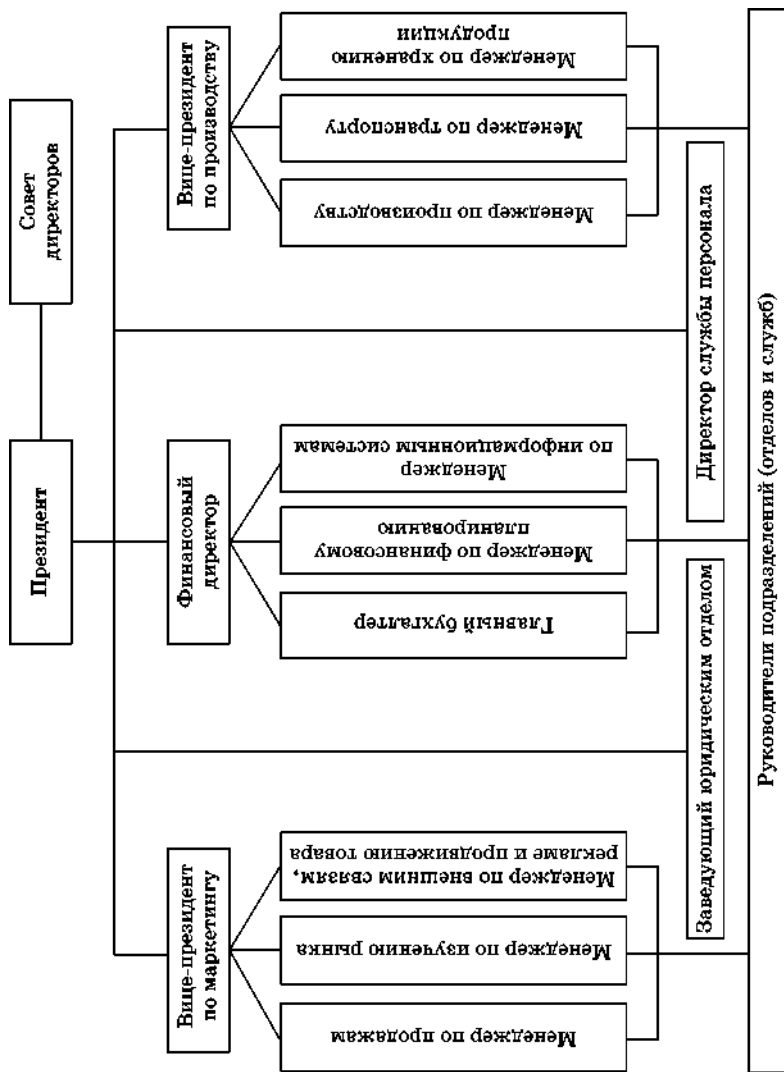 Совет
директоров
Президент
Вице-президент
по маркетингу
Финансовый
директор
Вице-президент
по производству
Менеджер по продажам
Менеджер по изучению рынка
Менеджер по внешним связям,
рекламе и продвижению товара
Главный бухгалтер
Менеджер по финансовому
планированию
Менеджер
по информационным системам
Менеджер по производству
Менеджер по транспорту
Менеджер по хранению
продукции
Заведующий юридическим отделом
Директор службы персонала
Руководители подразделений (отделов и служб)